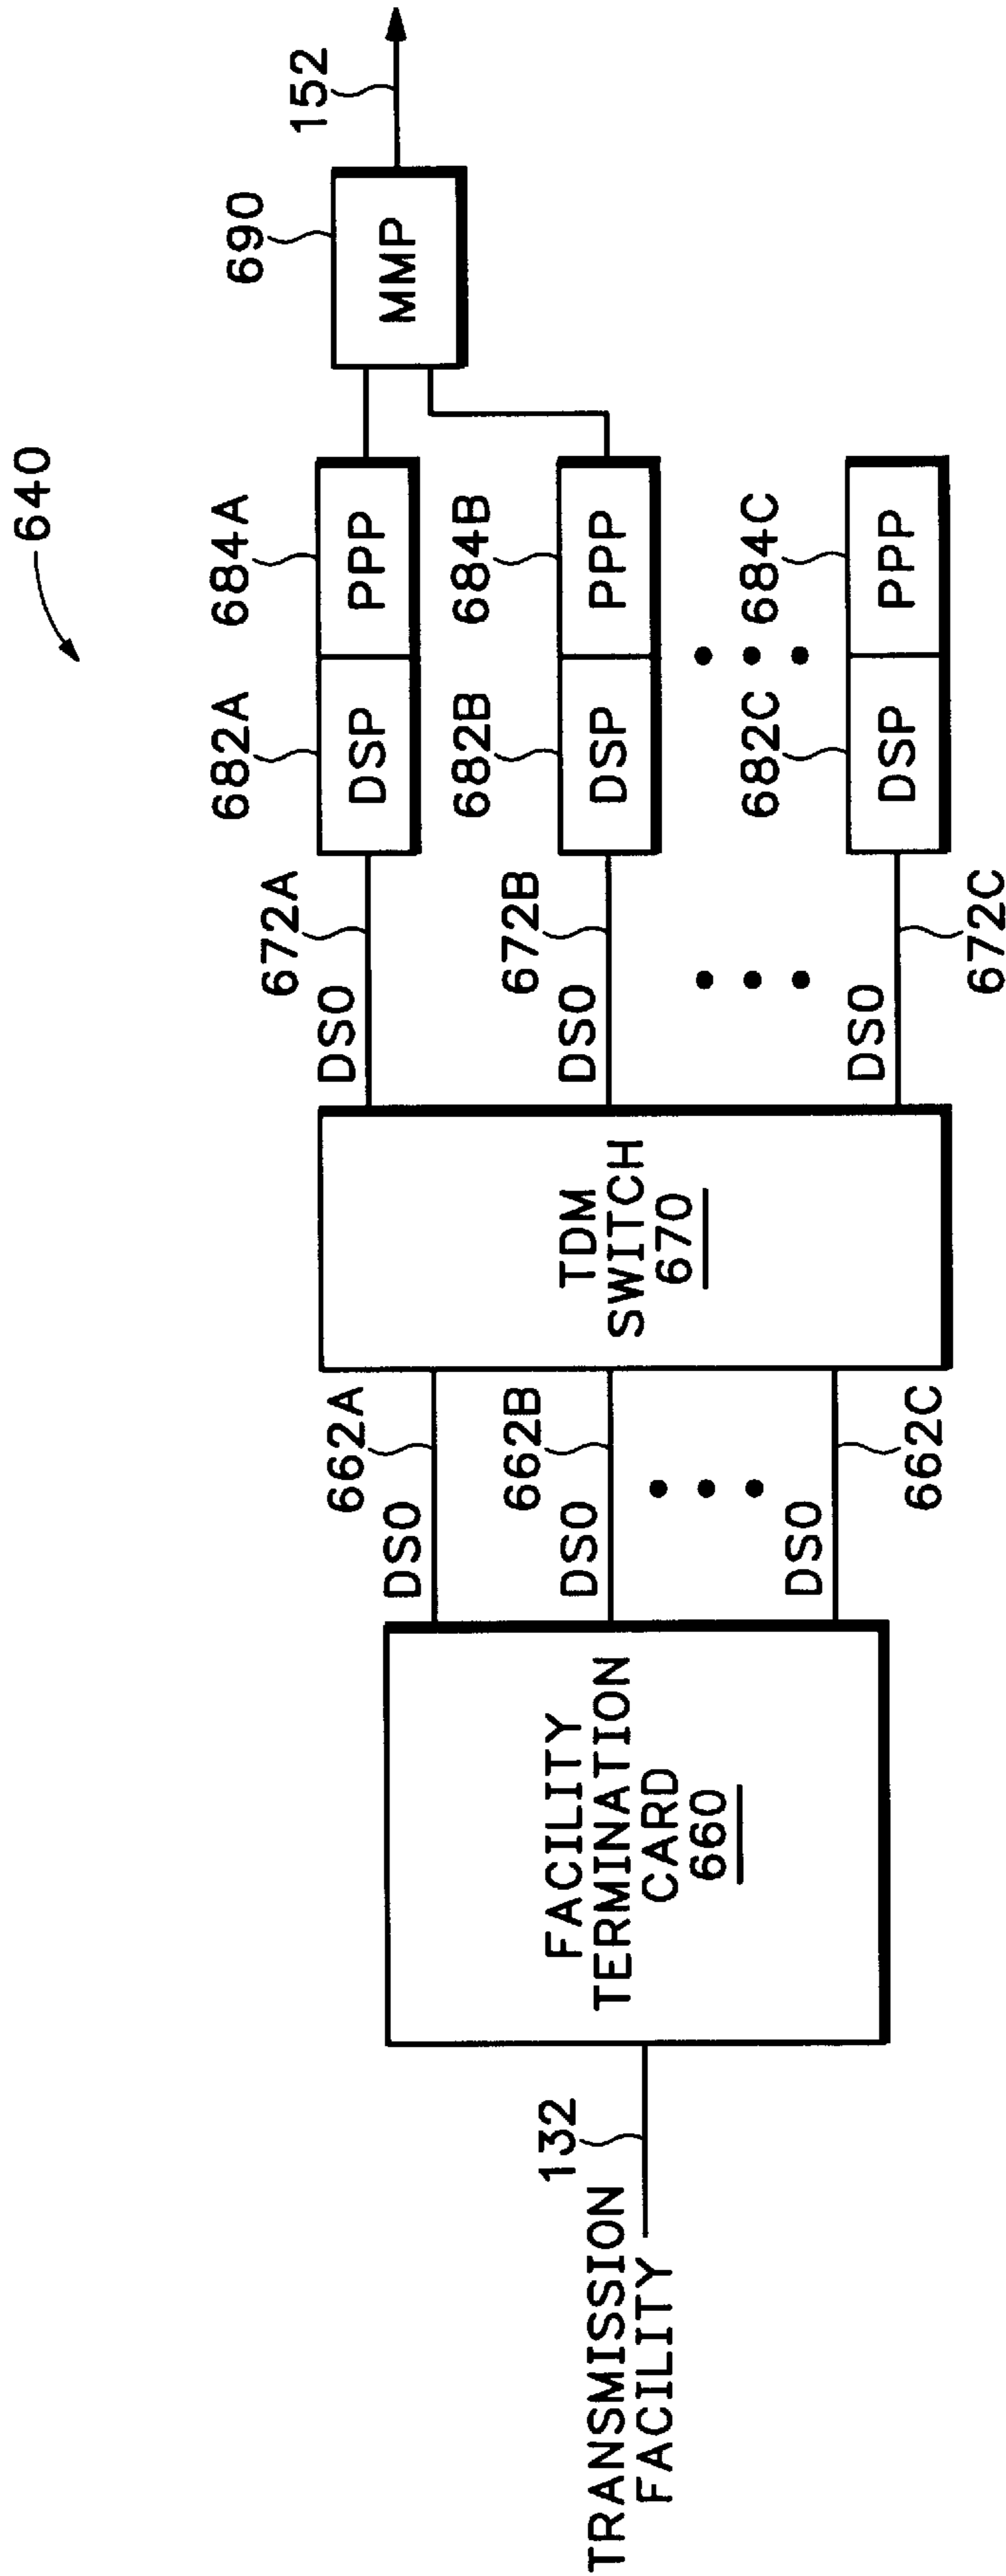 640
TRANSMISSION
FACILITY
132
FACILITY
TERMINATION
CARD
660
DS0
662A
DS0
662B
DS0
662C
TDM
SWITCH
670
DS0
672A
DS0
672B
DS0
672C
682A
DSP
684A
PPP
682B
DSP
684B
PPP
682C
DSP
684C
PPP
690
MMP
152